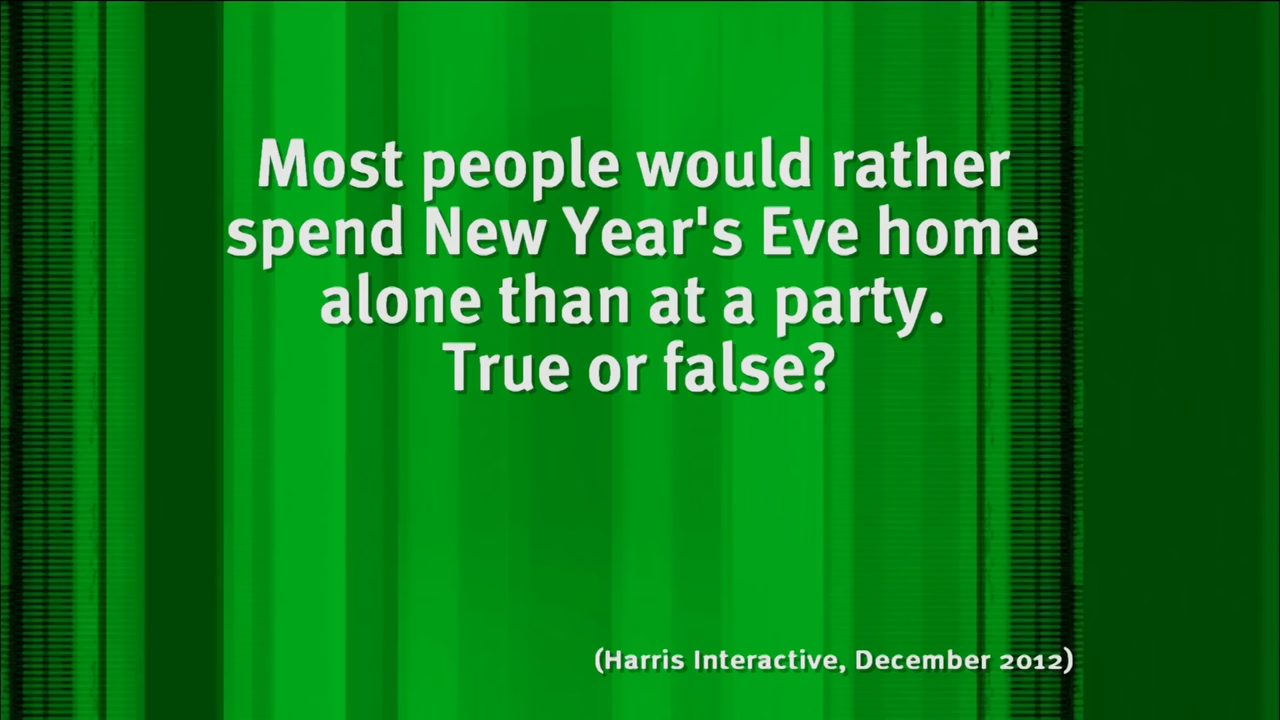 Most people would rather
spend New Year's Eve home
alone than at a party.
True or false?
(Harris Interactive, December 2012)